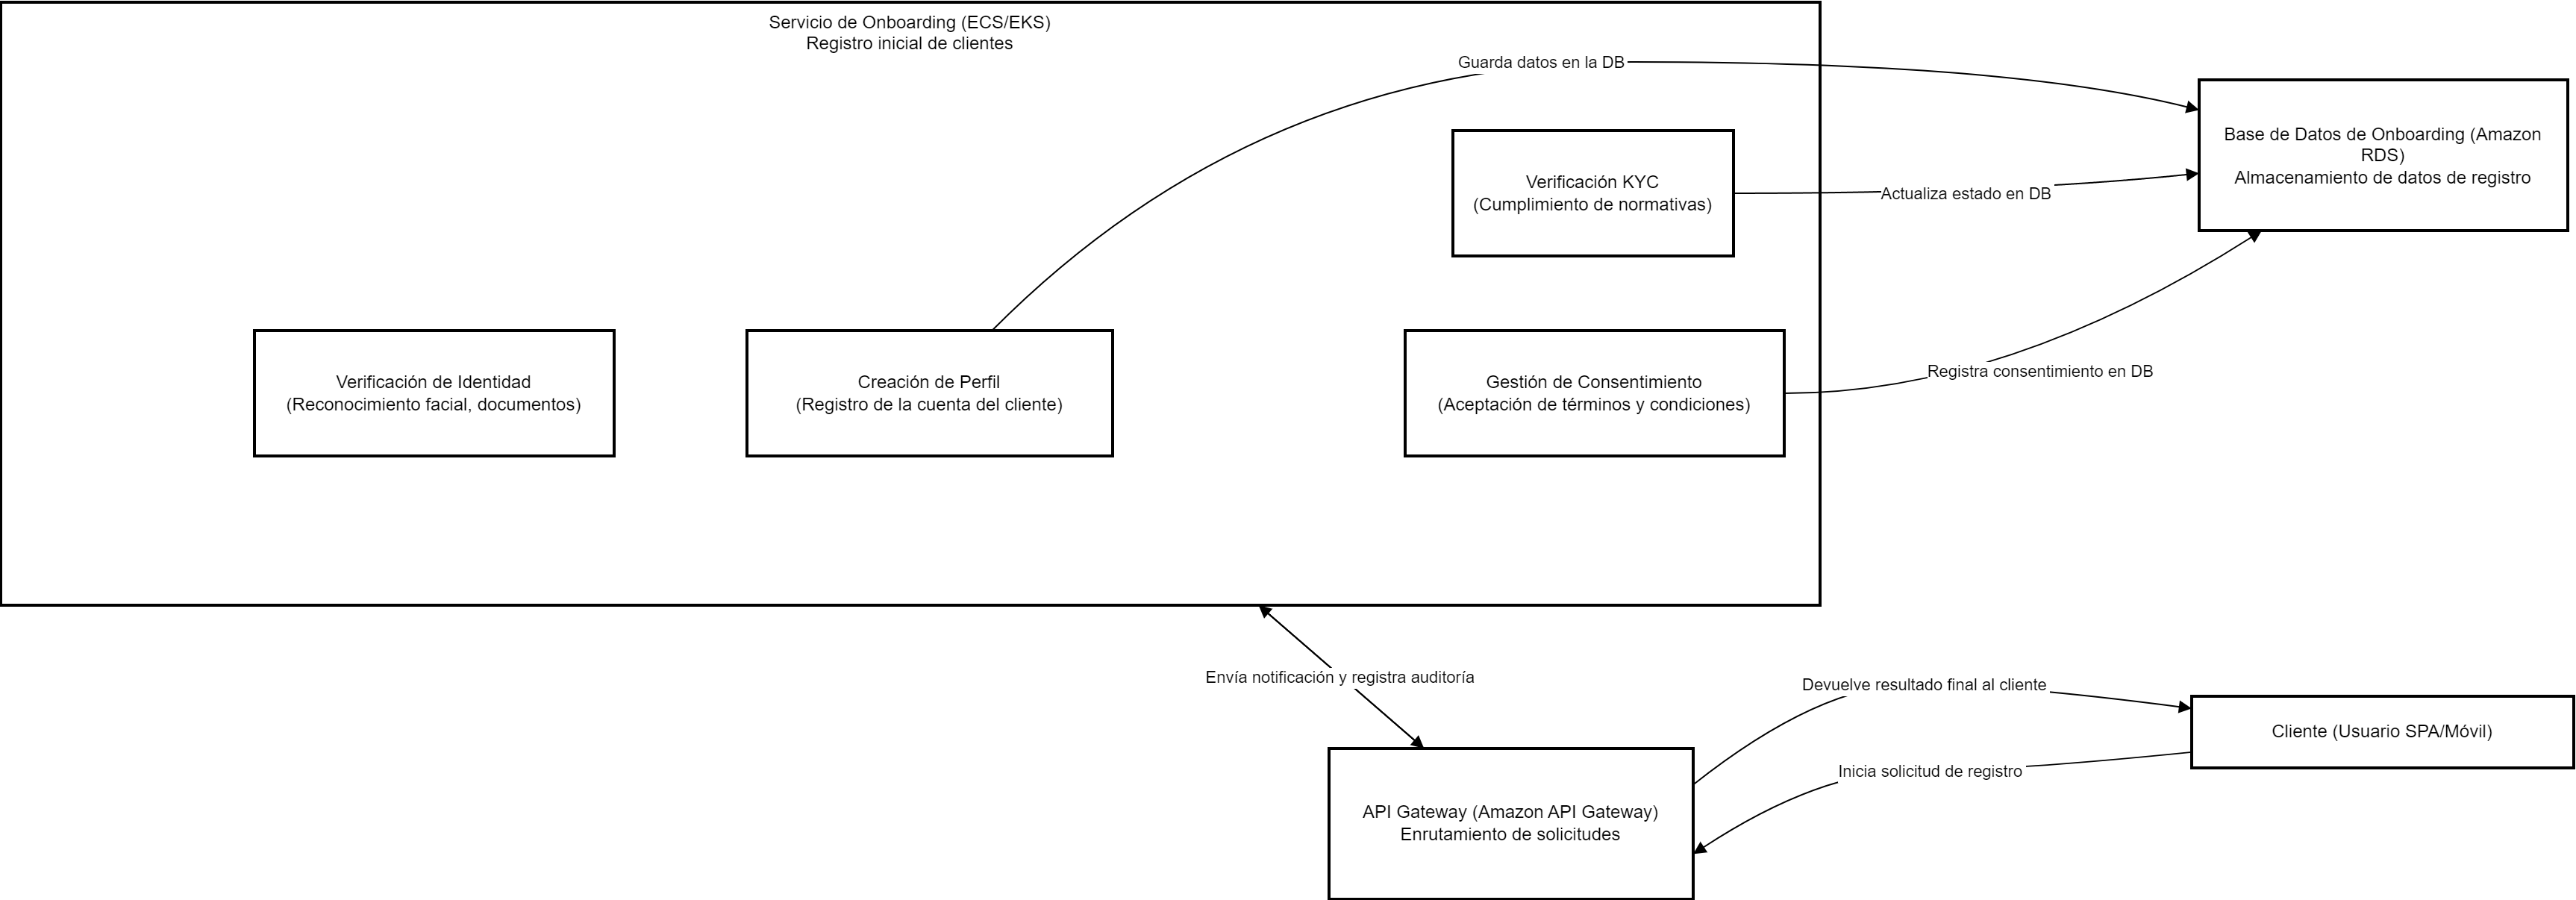 Servicio de Onboarding (ECS/EKS)
Registro inicial de clientes
Guarda datos en la DB
Base de Datos de Onboarding (Amazon
RDS)
Almacenamiento de datos de registro
Verificación KYC
(Cumplimiento de normativas)
Actualiza estado en DB
Verificación de Identidad
(Reconocimiento facial, documentos)
Creación de Perfil
(Registro de la cuenta del cliente)
Gestión de Consentimiento
(Aceptación de términos y condiciones)
Registra consentimiento en DB
Envía notificación y registra auditoría
Devuelve resultado final al cliente
Cliente (Usuario SPA/Móvil)
Inicia solicitud de registro
API Gateway (Amazon API Gateway)
Enrutamiento de solicitudes